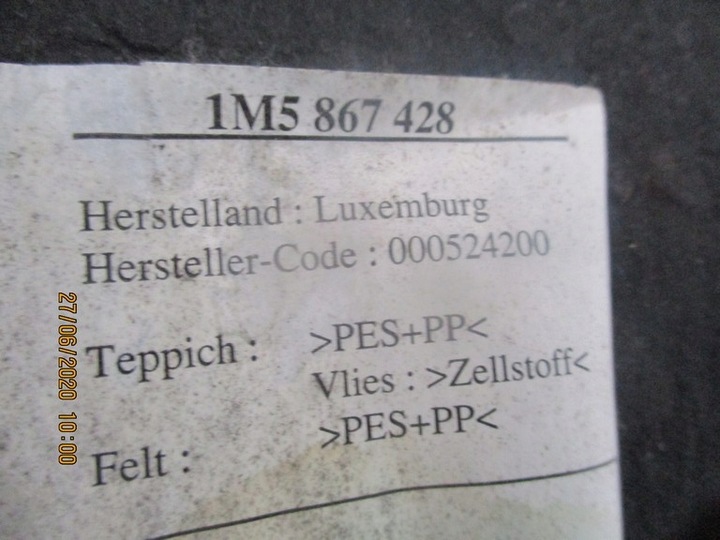 1M5 867 428
Herstelland : Luxemburg
Hersteller-Code : 000524200
Teppich : >PES+PP<
Vlies : >Zellstoff<
Felt : >PES+PP<
27/06/2020 10:00